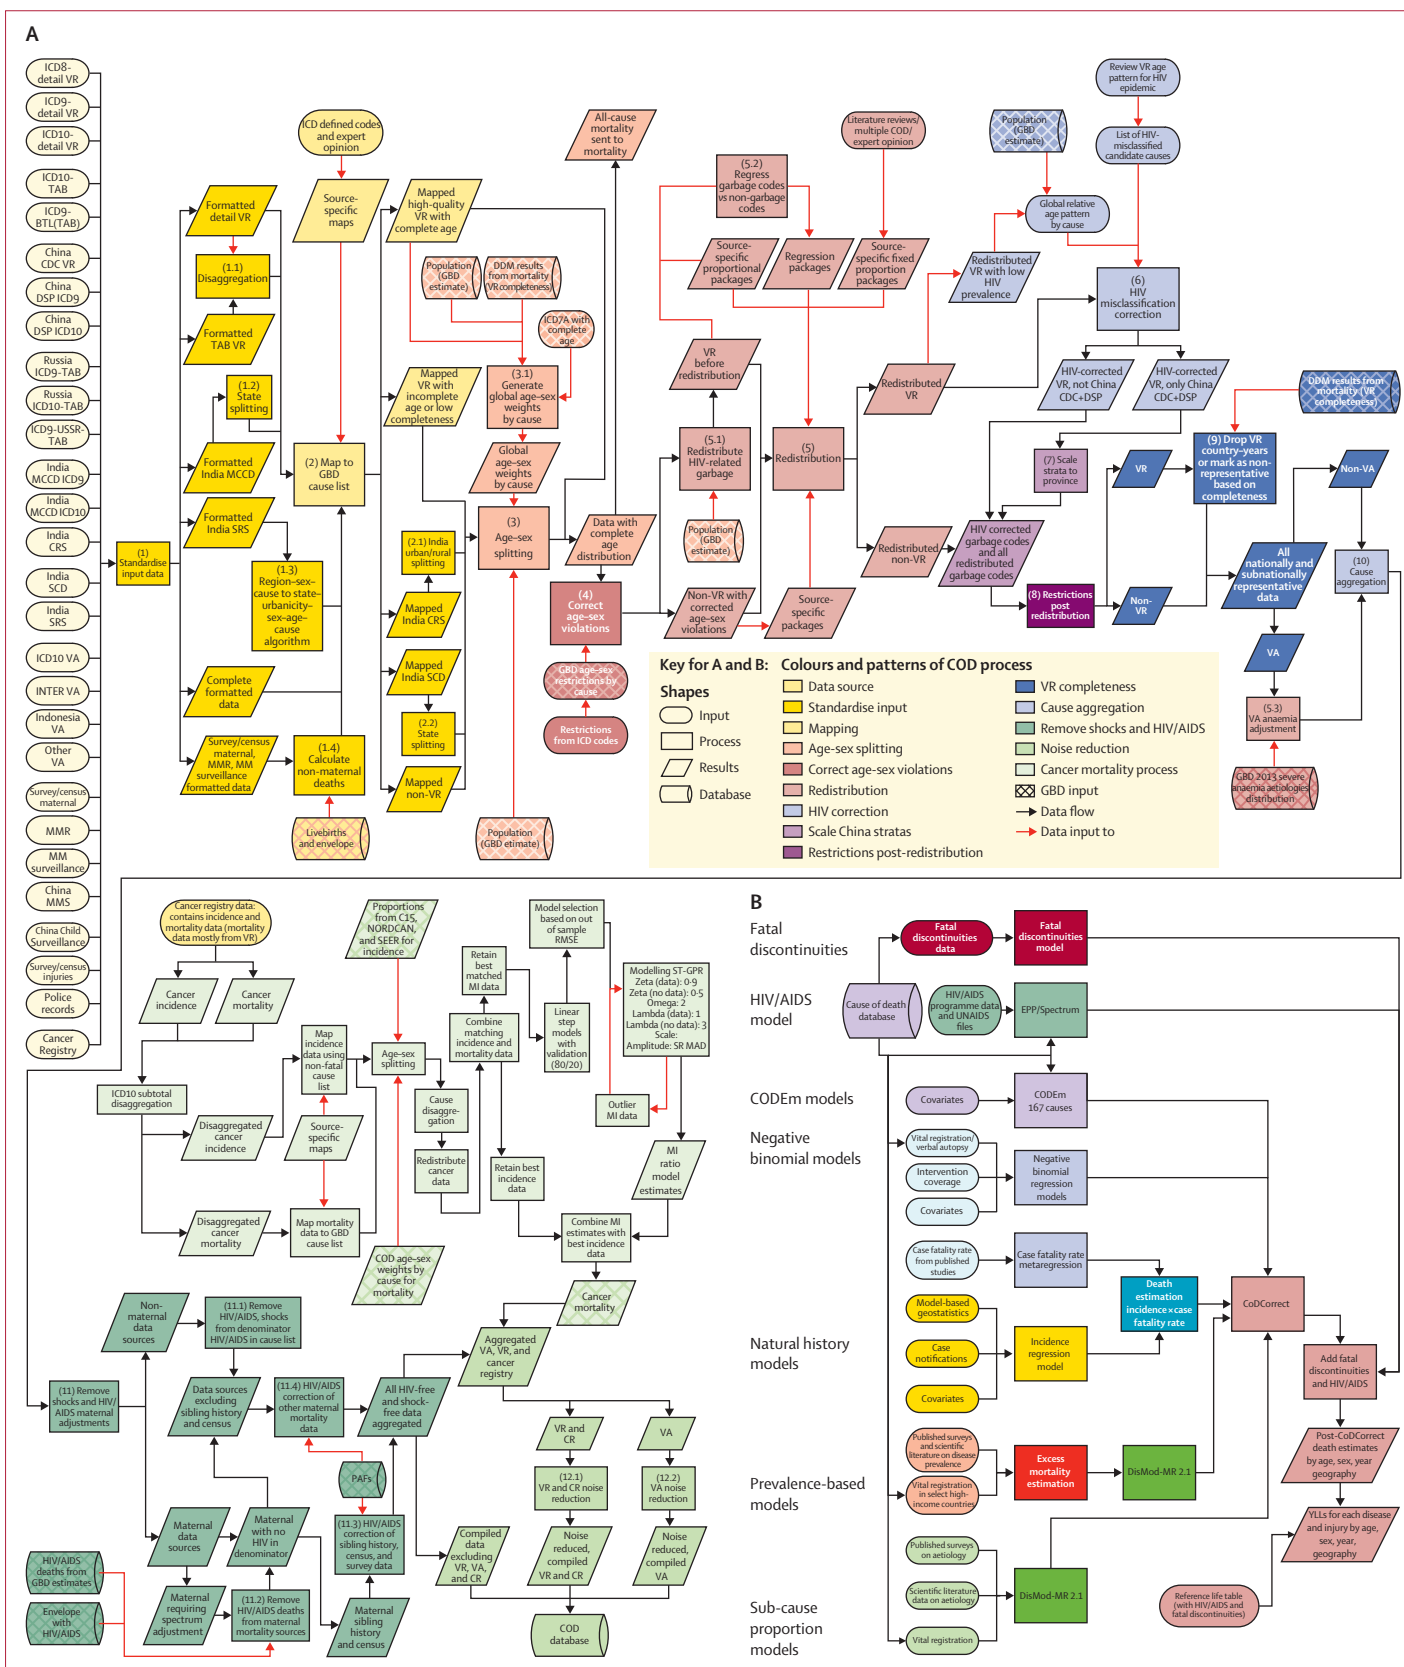 A
ICD8-
detail VR
ICD9-
detail VR
ICD10-
detail VR
ICD10-
TAB
ICD9-
BTL(TAB)
China
CDC VR
China
DSP ICD9
China
DSP ICD10
Russia
ICD9-TAB
Russia
ICD10-TAB
ICD9-USSR-
TAB
India
MCCD ICD9
India
MCCD ICD10
India
CRS
India
SCD
India
SRS
ICD10 VA
INTER VA
Indonesia
VA
Other
VA
Survey/census
maternal
MMR
MM
surveillance
China
MMS
China Child
Surveillance
Survey/census
injuries
Police
records
Cancer
Registry
(1)
Standardise
input data
Formatted
detail VR
(1.1)
Disaggregation
Formatted
TAB VR
(1.2)
State
splitting
Formatted
India MCCD
Formatted
India SRS
(1.3)
Region–sex–
cause to state–
urbanicity–
sex–age–
cause
algorithm
Complete
formatted
data
Survey/census
maternal,
MMR, MM
surveillance
formatted data
(1.4)
Calculate
non-maternal
deaths
Livebirths
and envelope
ICD defined codes
and expert
opinion
Source-
specific
maps
(2) Map to
GBD
cause list
Mapped
high-quality
VR with
complete age
Mapped
VR with
incomplete
age or low
completeness
(2.1) India
urban/rural
splitting
Mapped
India CRS
Mapped
India SCD
(2.2)
State
splitting
Mapped
non-VR
Population
(GBD
estimate)
DDM results
from mortality
(VR completeness)
ICD7A with
complete
age
(3.1)
Generate
global age–sex
weights
by cause
Global
age–sex
weights
by cause
(3)
Age–sex
splitting
Population
(GBD etimate)
All-cause
mortality
sent to
mortality
Data with
complete
age
distribution
(4)
Correct
age-sex
violations
GBD age-sex
restrictions by
cause
Restrictions
from ICD codes
(5.2)
Regress
garbage codes
vs non-garbage
codes
Literature reviews/
multiple COD/
expert opinion
Source-
specific
proportional
packages
Regression
packages
Source-
specific fixed
proportion
packages
VR
before
redistribution
(5.1)
Redistribute
HIV-related
garbage
Population
(GBD
estimate)
Non-VR with
corrected
age-sex
violations
(5)
Redistribution
Source-
specific
packages
Redistributed
VR
Redistributed
non-VR
Redistributed
VR with low
HIV
prevalence
Population
(GBD
estimate)
Global relative
age pattern
by cause
Review VR age
pattern for HIV
epidemic
List of HIV-
misclassified
candidate causes
(6)
HIV
misclassification
correction
HIV-corrected
VR, not China
CDC+DSP
HIV-corrected
VR, only China
CDC+DSP
(7) Scale
strata to
province
HIV corrected
garbage codes
and all
redistributed
garbage codes
(8) Restrictions
post
redistribution
VR
Non-
VR
DDM results from
mortality (VR
completeness)
(9) Drop VR
country–years
or mark as non-
representative
based on
completeness
Non-VA
All
nationally and
subnationally
representative
data
(10)
Cause
aggregation
VA
(5.3)
VA anaemia
adjustment
GBD 2013 severe
anaemia aetiologies
distribution
Key for A and B:
Shapes
Input
Process
Results
Database
Colours and patterns of COD process
Data source
Standardise input
Mapping
Age-sex splitting
Correct age-sex violations
Redistribution
HIV correction
Scale China stratas
Restrictions post-redistribution
VR completeness
Cause aggregation
Remove shocks and HIV/AIDS
Noise reduction
Cancer mortality process
GBD input
Data flow
Data input to
Cancer registry data:
contains incidence and
mortality data (mortality
data mostly from VR)
Cancer
incidence
Cancer
mortality
ICD10 subtotal
disaggregation
Disaggregated
cancer
incidence
Disaggregated
cancer
mortality
Map
incidence
data using
non-fatal
cause
list
Source-
specific
maps
Map mortality
data to GBD
cause list
Proportions
from C15,
NORDCAN,
and SEER for
incidence
Age–sex
splitting
COD age–sex
weights by
cause for
mortality
Cause
disaggre-
gation
Redistribute
cancer
data
Retain
best
matched
MI data
Combine
matching
incidence and
mortality data
Retain best
incidence
data
Model selection
based on out
of sample
RMSE
Linear
step
models
with
validation
(80/20)
Modelling ST-GPR
Zeta (data): 0·9
Zeta (no data): 0·5
Omega: 2
Lambda (data): 1
Lambda (no data): 3
Scale:
Amplitude: SR MAD
Outlier
MI data
MI
ratio
model
estimates
Combine MI
estimates with
best incidence
data
Cancer
mortality
(11) Remove
shocks and HIV/
AIDS maternal
adjustments
Non-
maternal
data
sources
(11.1) Remove
HIV/AIDS, shocks
from denominator
HIV/AIDS in cause list
Data sources
excluding
sibling history
and census
(11.4) HIV/AIDS
correction of
other maternal
mortality
data
All HIV-free
and shock-
free data
aggregated
PAFs
(11.3) HIV/AIDS
correction of
sibling history,
census, and
survey data
Maternal
data
sources
Maternal
with no
HIV in
denominator
Maternal
requiring
spectrum
adjustment
(11.2) Remove
HIV/AIDS deaths
from maternal
mortality sources
Maternal
sibling
history
and census
HIV/AIDS
deaths from
GBD estimates
Envelope
with
HIV/AIDS
Aggregated
VA, VR, and
cancer
registry
VR and
CR
VA
(12.1)
VR and CR noise
reduction
(12.2)
VA noise
reduction
Compiled
data
excluding
VR, VA,
and CR
Noise
reduced,
compiled
VR and CR
Noise
reduced,
compiled
VA
COD
database
B
Fatal
discontinuities
Fatal
discontinuities
data
Fatal
discontinuities
model
HIV/AIDS
model
Cause of death
database
HIV/AIDS
programme data
and UNAIDS
files
EPP/Spectrum
CODEm models
Covariates
CODEm
167 causes
Negative
binomial models
Vital registration/
verbal autopsy
Intervention
coverage
Covariates
Negative
binomial
regression
models
Case fatality rate
from published
studies
Case fatality rate
metaregression
Natural history
models
Model-based
geostatistics
Case
notifications
Covariates
Incidence
regression
model
Death
estimation
incidence×case
fatality rate
CoDCorrect
Add fatal
discontinuities
and HIV/AIDS
Prevalence-based
models
Published surveys
and scientific
literature on disease
prevalence
Vital registration
in select high-
income countries
Excess
mortality
estimation
DisMod-MR 2.1
Post-CoDCorrect
death estimates
by age, sex, year
geography
YLLs for each disease
and injury by age,
sex, year,
geography
Sub-cause
proportion
models
Published surveys
on aetiology
Scientific literature
data on aetiology
Vital registration
DisMod-MR 2.1
Reference life table
(with HIV/AIDS and
fatal discontinuities)